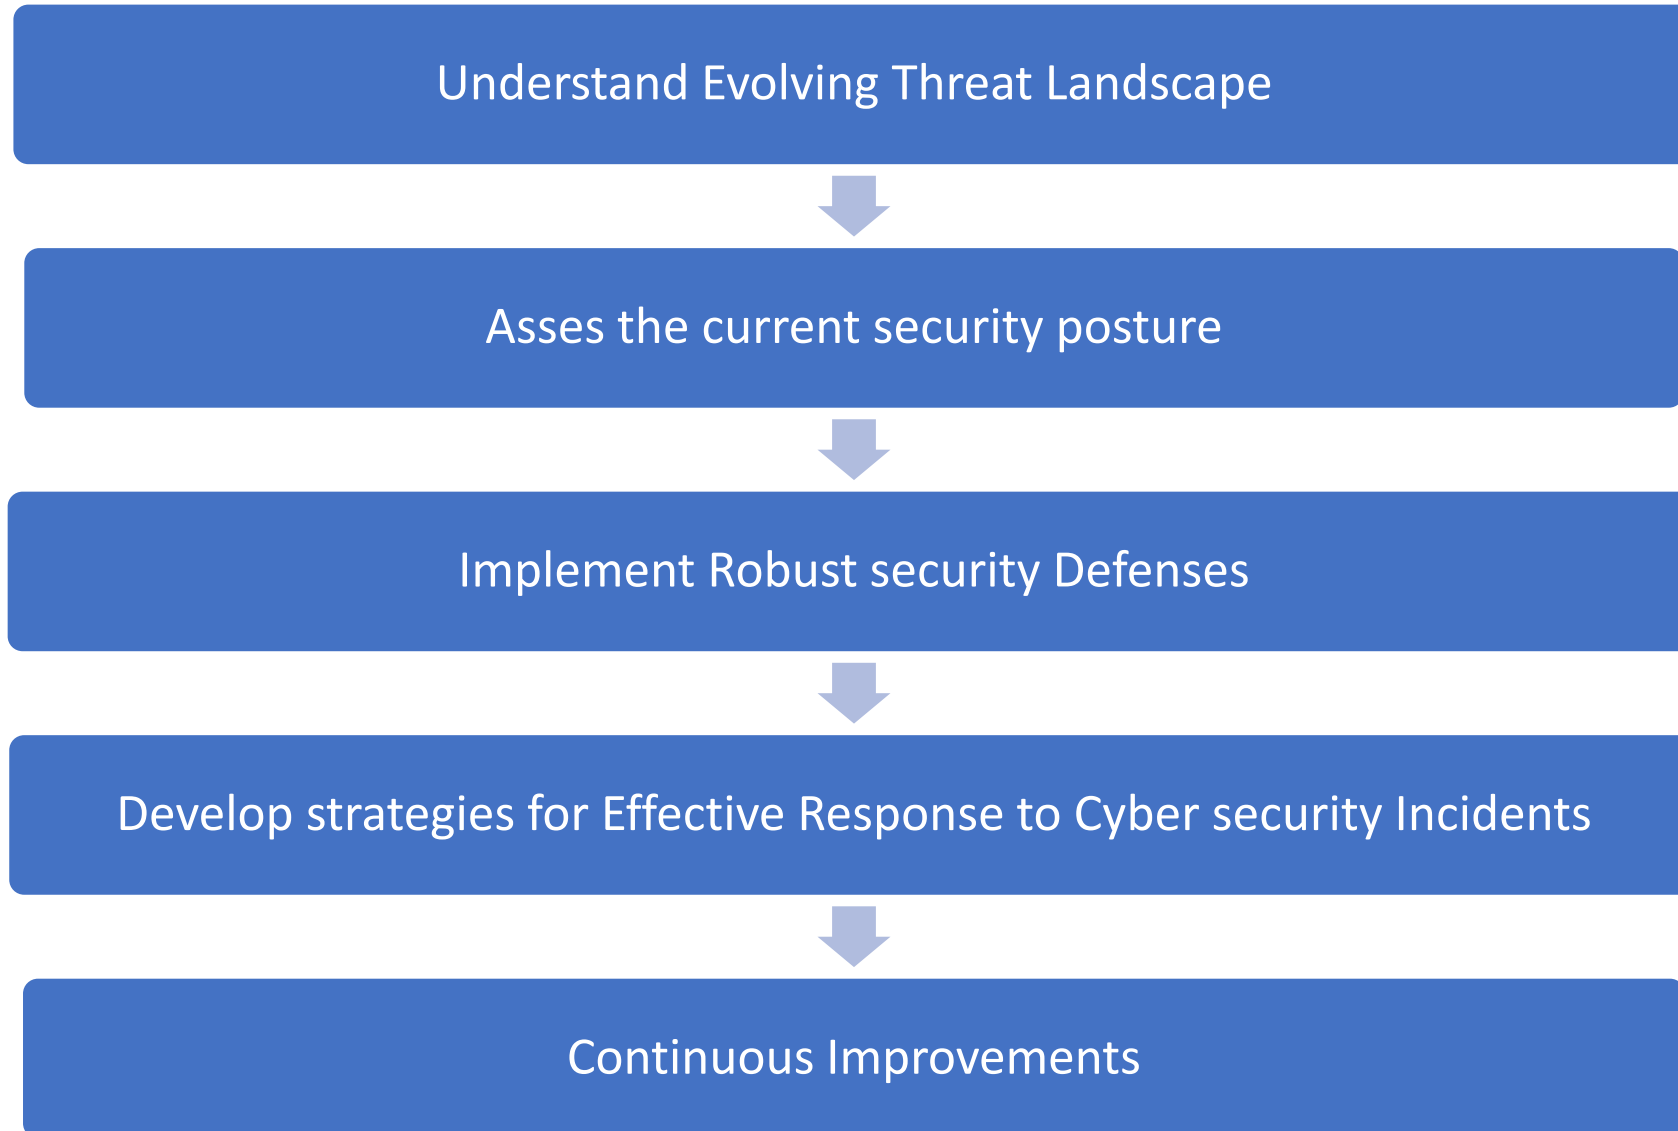 Understand Evolving Threat Landscape
Asses the current security posture
Implement Robust security Defenses
Develop strategies for Effective Response to Cyber security Incidents
Continuous Improvements